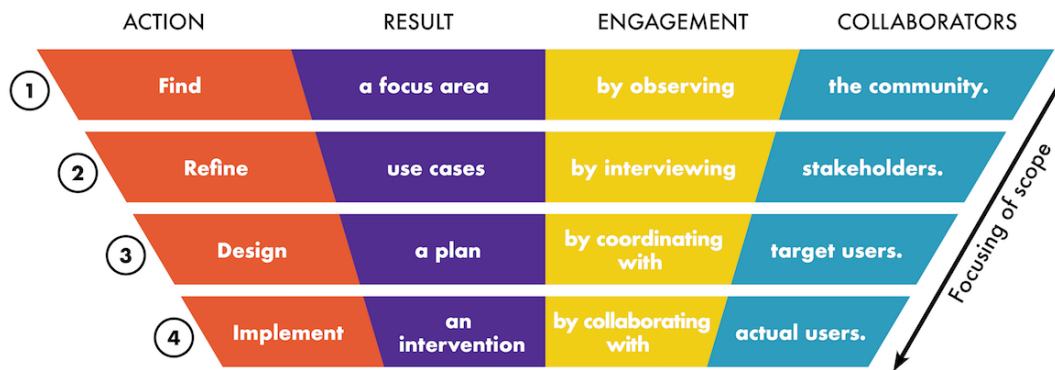 ACTION RESULT ENGAGEMENT COLLABORATORS
1 Find a focus area by observing the community.
2 Refine use cases by interviewing stakeholders.
3 Design a plan by coordinating with target users.
4 Implement an intervention by collaborating with actual users.
Focusing of scope